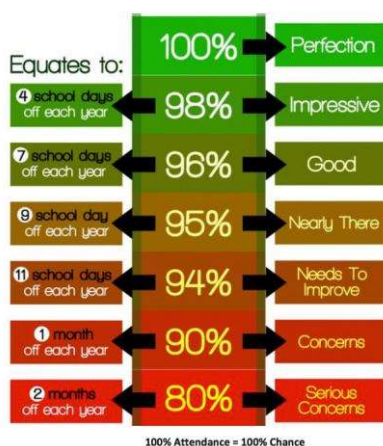 100%
Perfection
Equates to:
4 school days
off each year
98%
Impressive
7 school days
off each year
96%
Good
9 school day
off each year
95%
Nearly There
11 school days
off each year
94%
Needs To
Improve
1 month
off each year
90%
Concerns
2 months
off each year
80%
Serious
Concerns
100% Attendance = 100% Chance